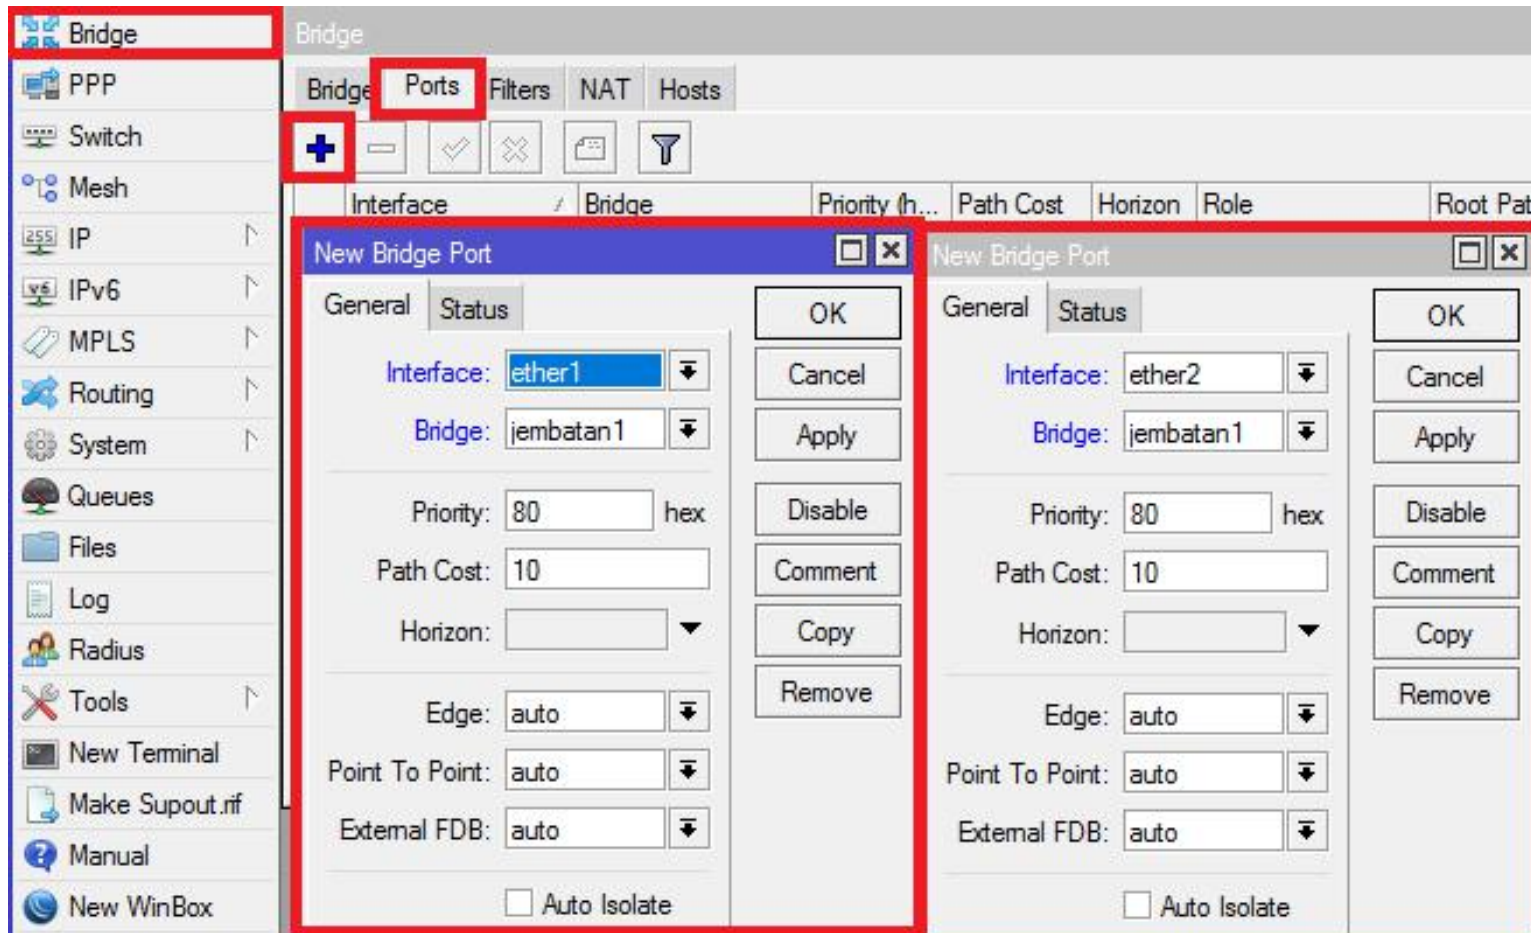 Bridge
PPP
Switch
Mesh
255 IP
v6 IPv6
MPLS
Routing
System
Queues
Files
Log
Radius
Tools
New Terminal
Make Supout.rif
Manual
New WinBox
Bridge
Bridge Ports Filters NAT Hosts
Interface Bridge Priority (h... Path Cost Horizon Role Root Pat
New Bridge Port
General Status
Interface: ether1
Bridge: jembatan1
Priority: 80 hex
Path Cost: 10
Horizon:
Edge: auto
Point To Point: auto
External FDB: auto
Auto Isolate
OK
Cancel
Apply
Disable
Comment
Copy
Remove
New Bridge Port
General Status
Interface: ether2
Bridge: jembatan1
Priority: 80 hex
Path Cost: 10
Horizon:
Edge: auto
Point To Point: auto
External FDB: auto
Auto Isolate
OK
Cancel
Apply
Disable
Comment
Copy
Remove